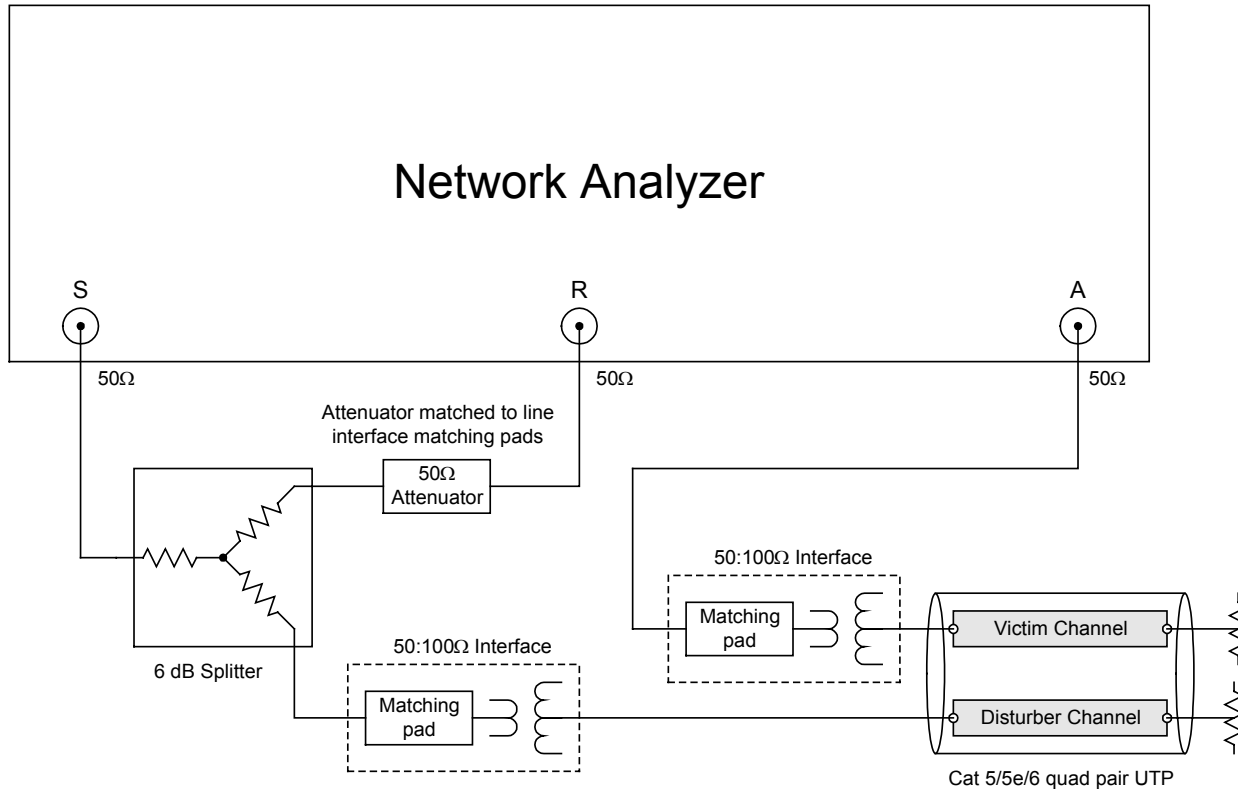 Network Analyzer
S
R
A
50Ω
50Ω
50Ω
Attenuator matched to line
interface matching pads
50Ω
Attenuator
6 dB Splitter
50:100Ω Interface
Matching
pad
50:100Ω Interface
Matching
pad
Victim Channel
Disturber Channel
Cat 5/5e/6 quad pair UTP